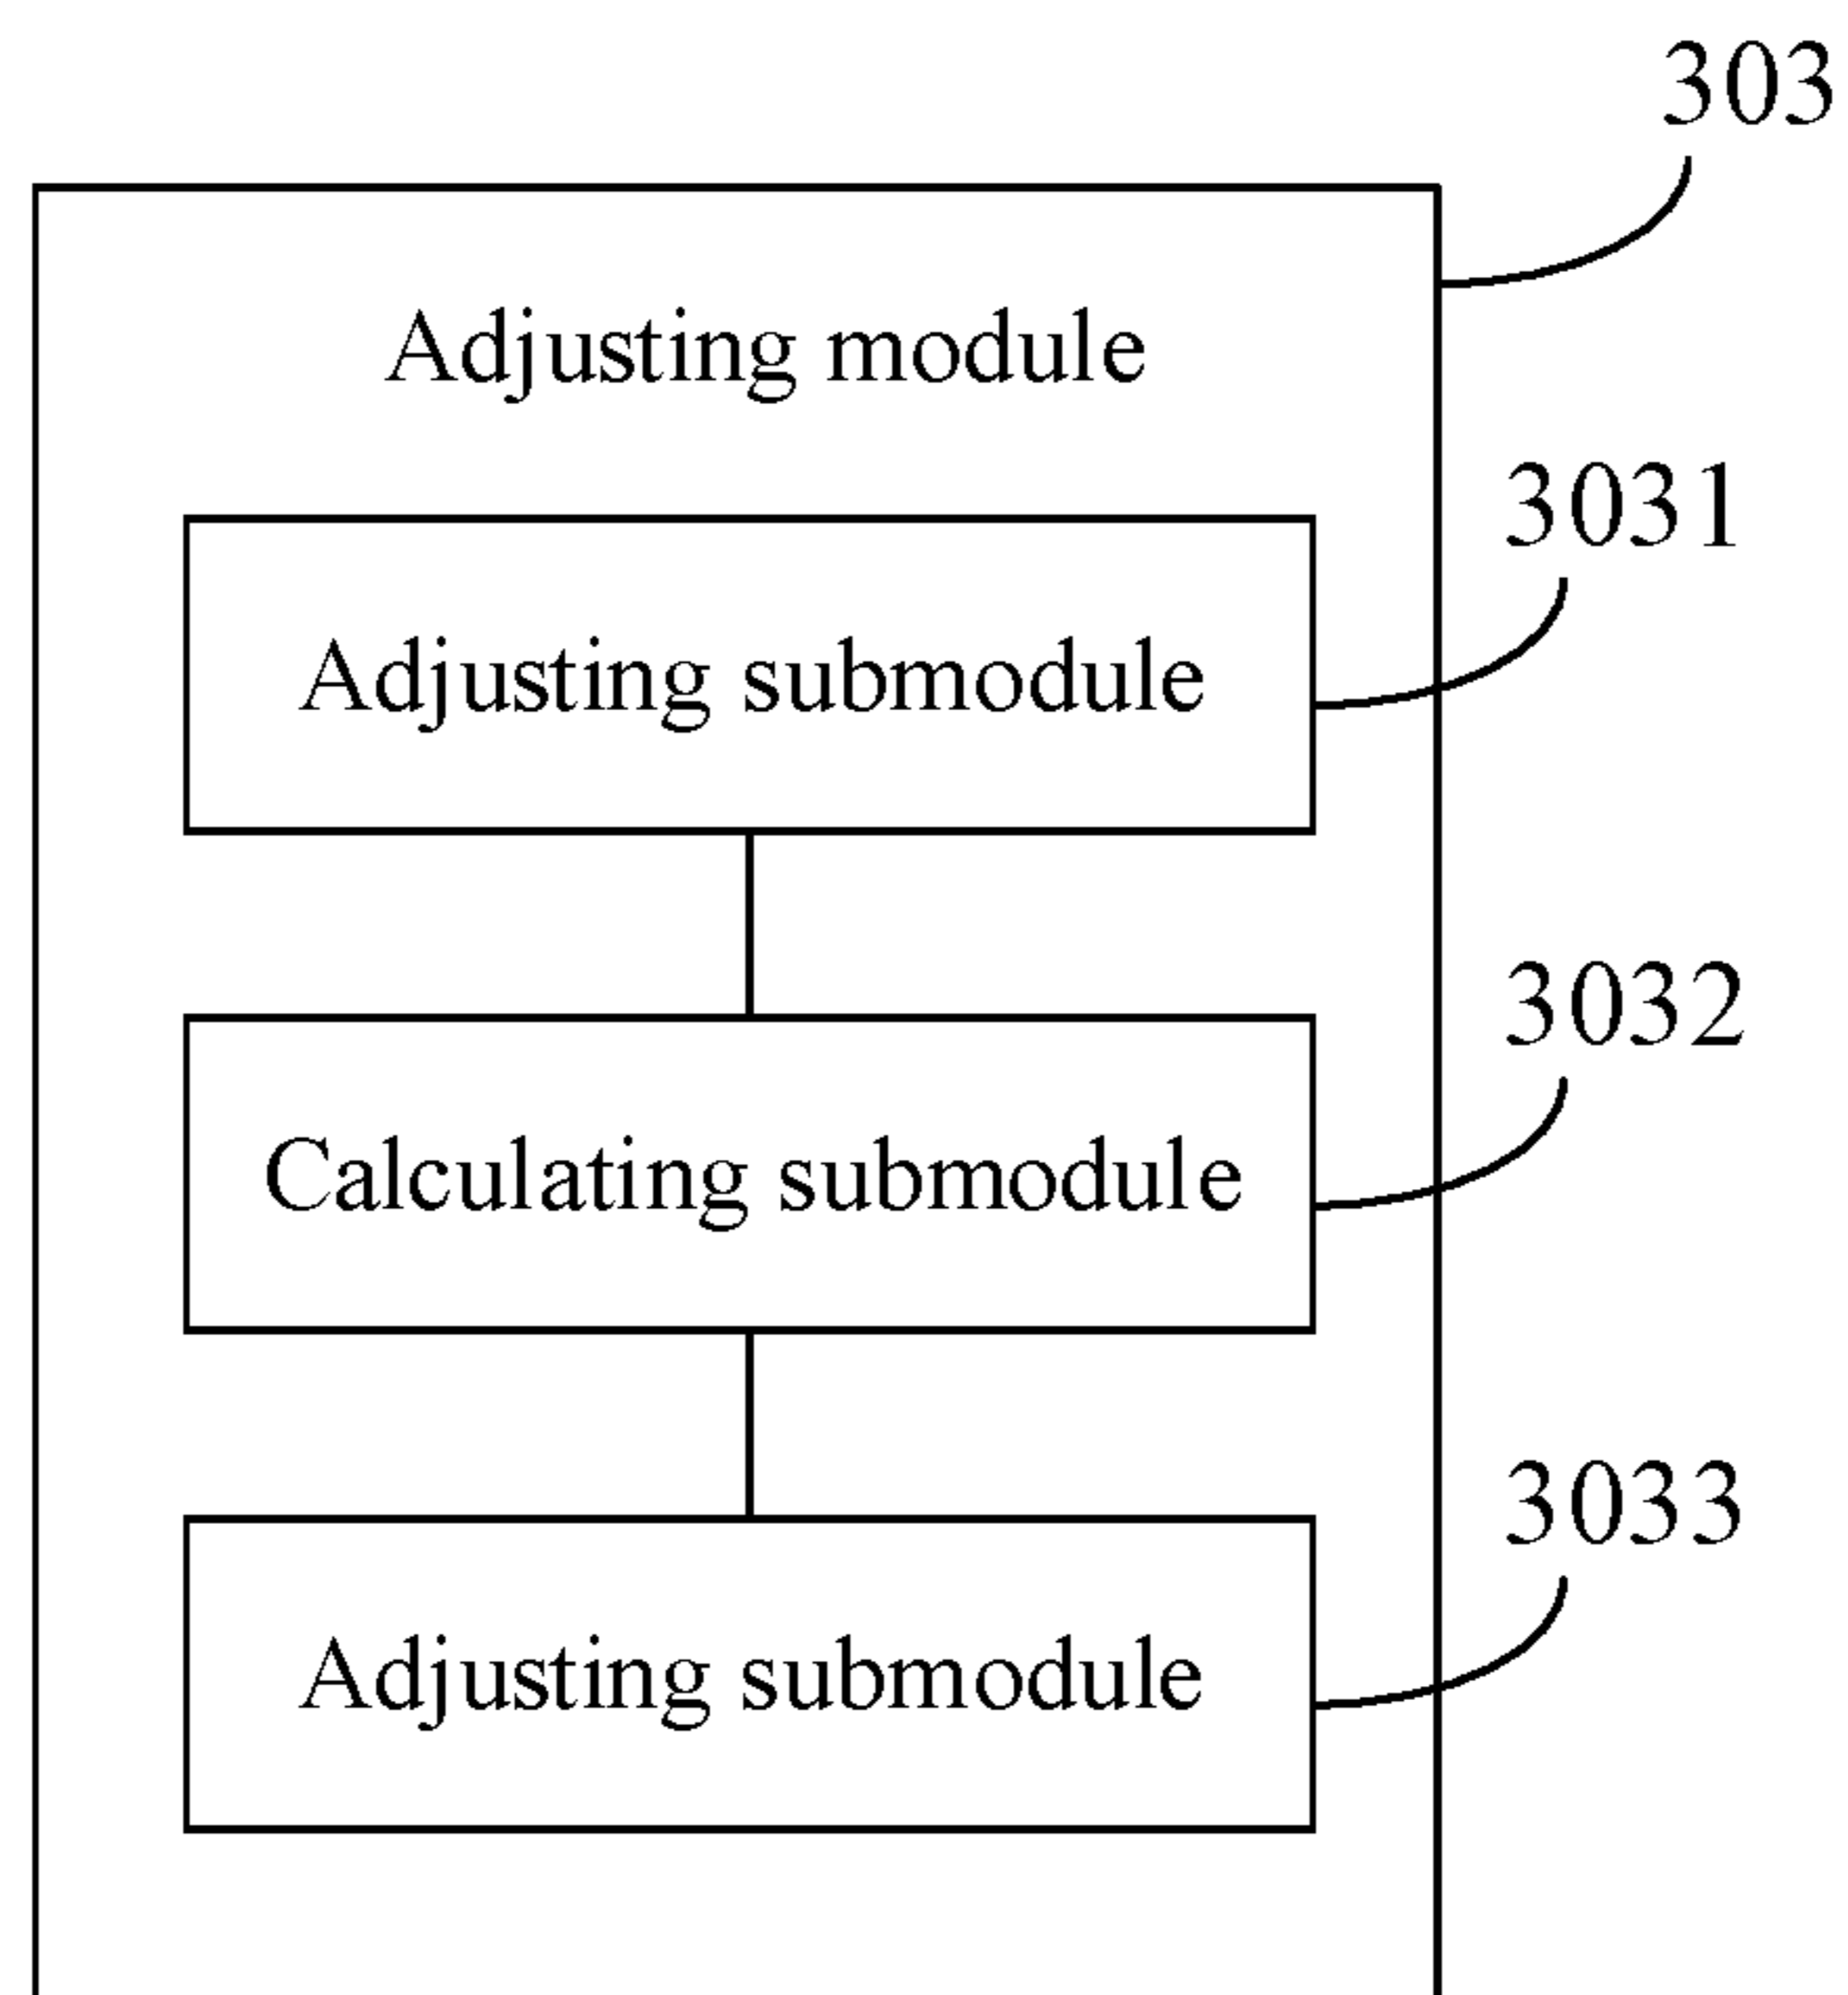 303
Adjusting module
3031
Adjusting submodule
3032
Calculating submodule
3033
Adjusting submodule